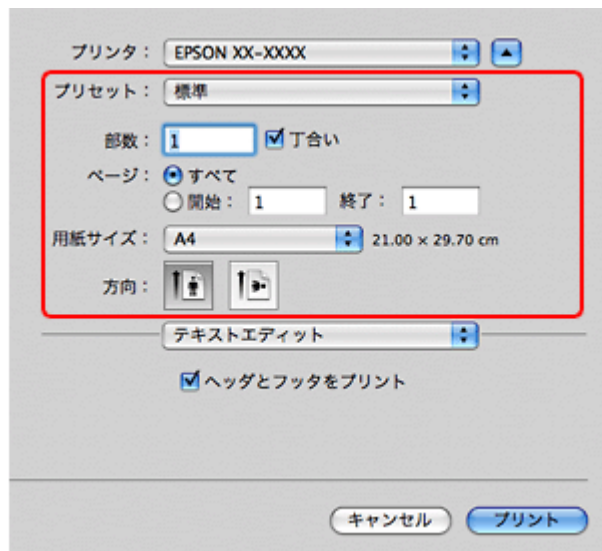 プリンタ： EPSON XX-XXXX
プリセット： 標準
部数： 1 丁合い
ページ： すべて
開始： 1 終了： 1
用紙サイズ： A4 21.00 × 29.70 cm
方向：
テキストエディット
ヘッダとフッタをプリント
キャンセル プリント